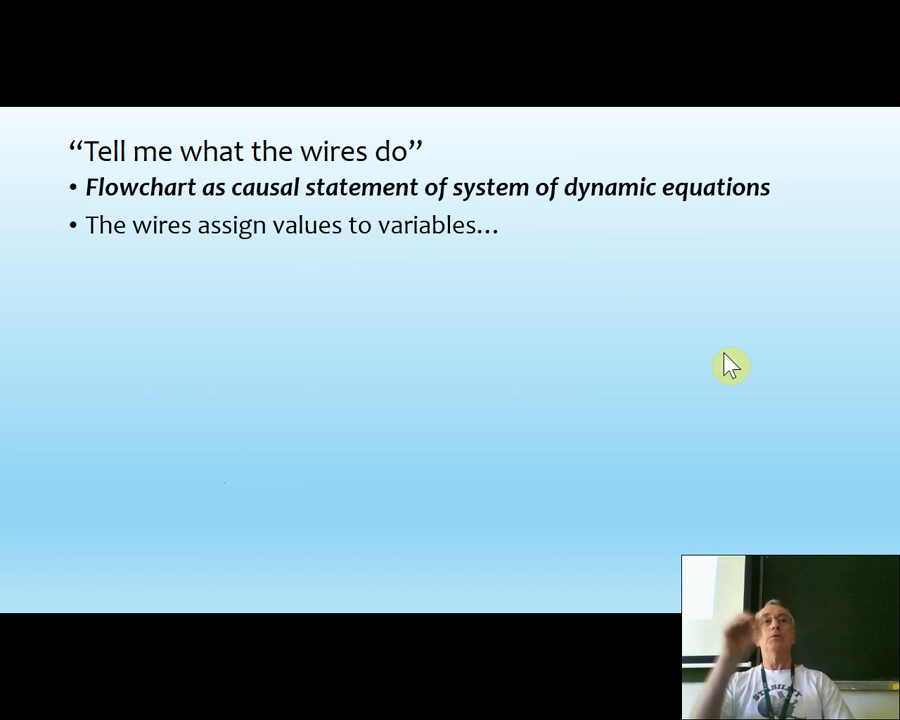 “Tell me what the wires do”
• Flowchart as causal statement of system of dynamic equations
• The wires assign values to variables…
STABILITY